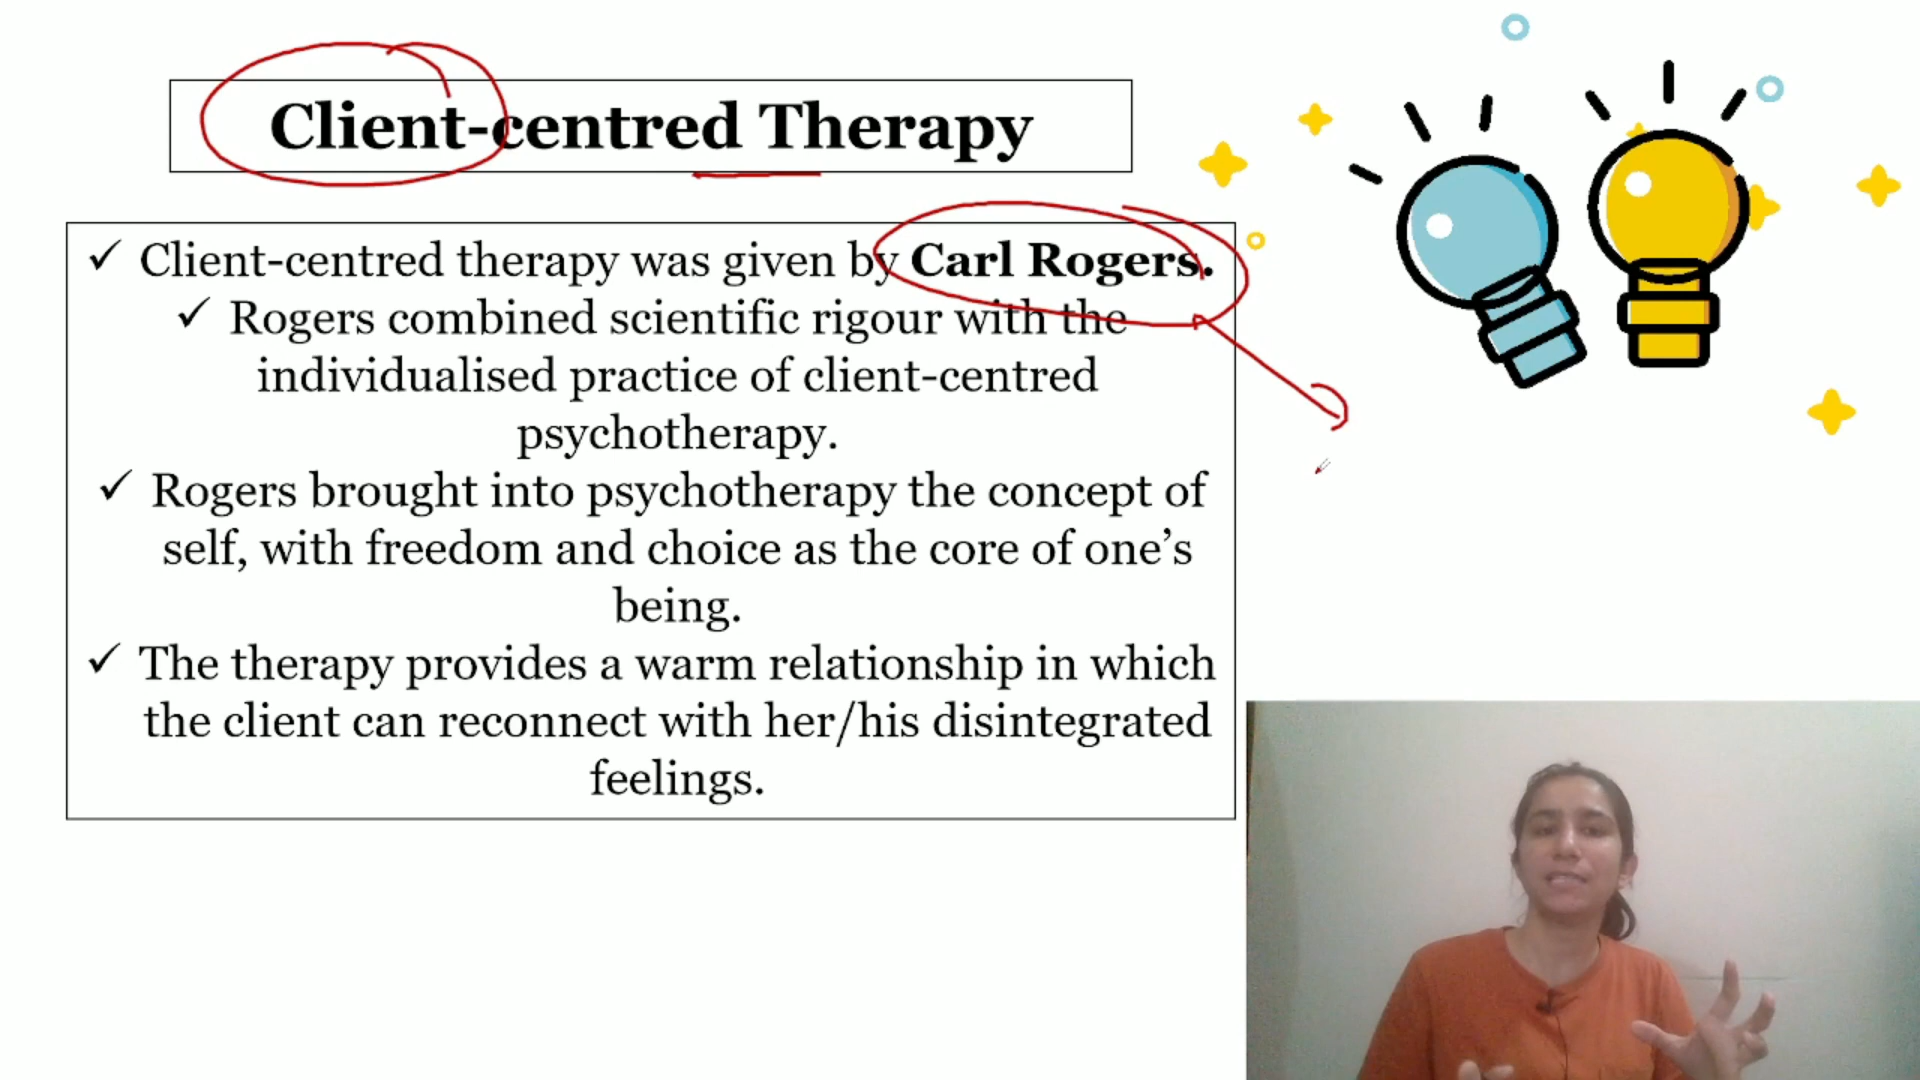 Client-centred Therapy
✓ Client-centred therapy was given by Carl Rogers.
✓ Rogers combined scientific rigour with the
individualised practice of client-centred
psychotherapy.
✓ Rogers brought into psychotherapy the concept of
self, with freedom and choice as the core of one’s
being.
✓ The therapy provides a warm relationship in which
the client can reconnect with her/his disintegrated
feelings.